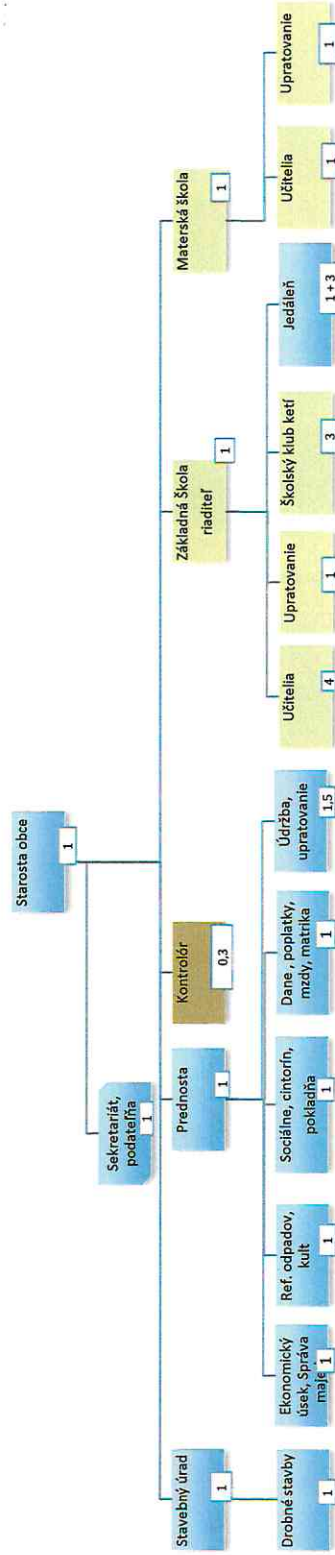 Starosta obce
1
Sekretariát,
podateľňa
1
Stavebný úrad
1
Prednosta
1
Kontrolór
0,3
Základná Škola
riaditeľ
1
Materská škola
1
Drobné stavby
1
Ekonomický
úsek, Správa
maje
1
Ref. odpadov,
kult
1
Sociálne, cintorín,
pokladňa
1
Dane , poplatky,
mzdy, matrika
1
Údržba,
upratovanie
1,5
Učitelia
4
Upratovanie
1
Školský klub ketí
3
Jedáleň
1 + 3
Učitelia
1
Upratovanie
1